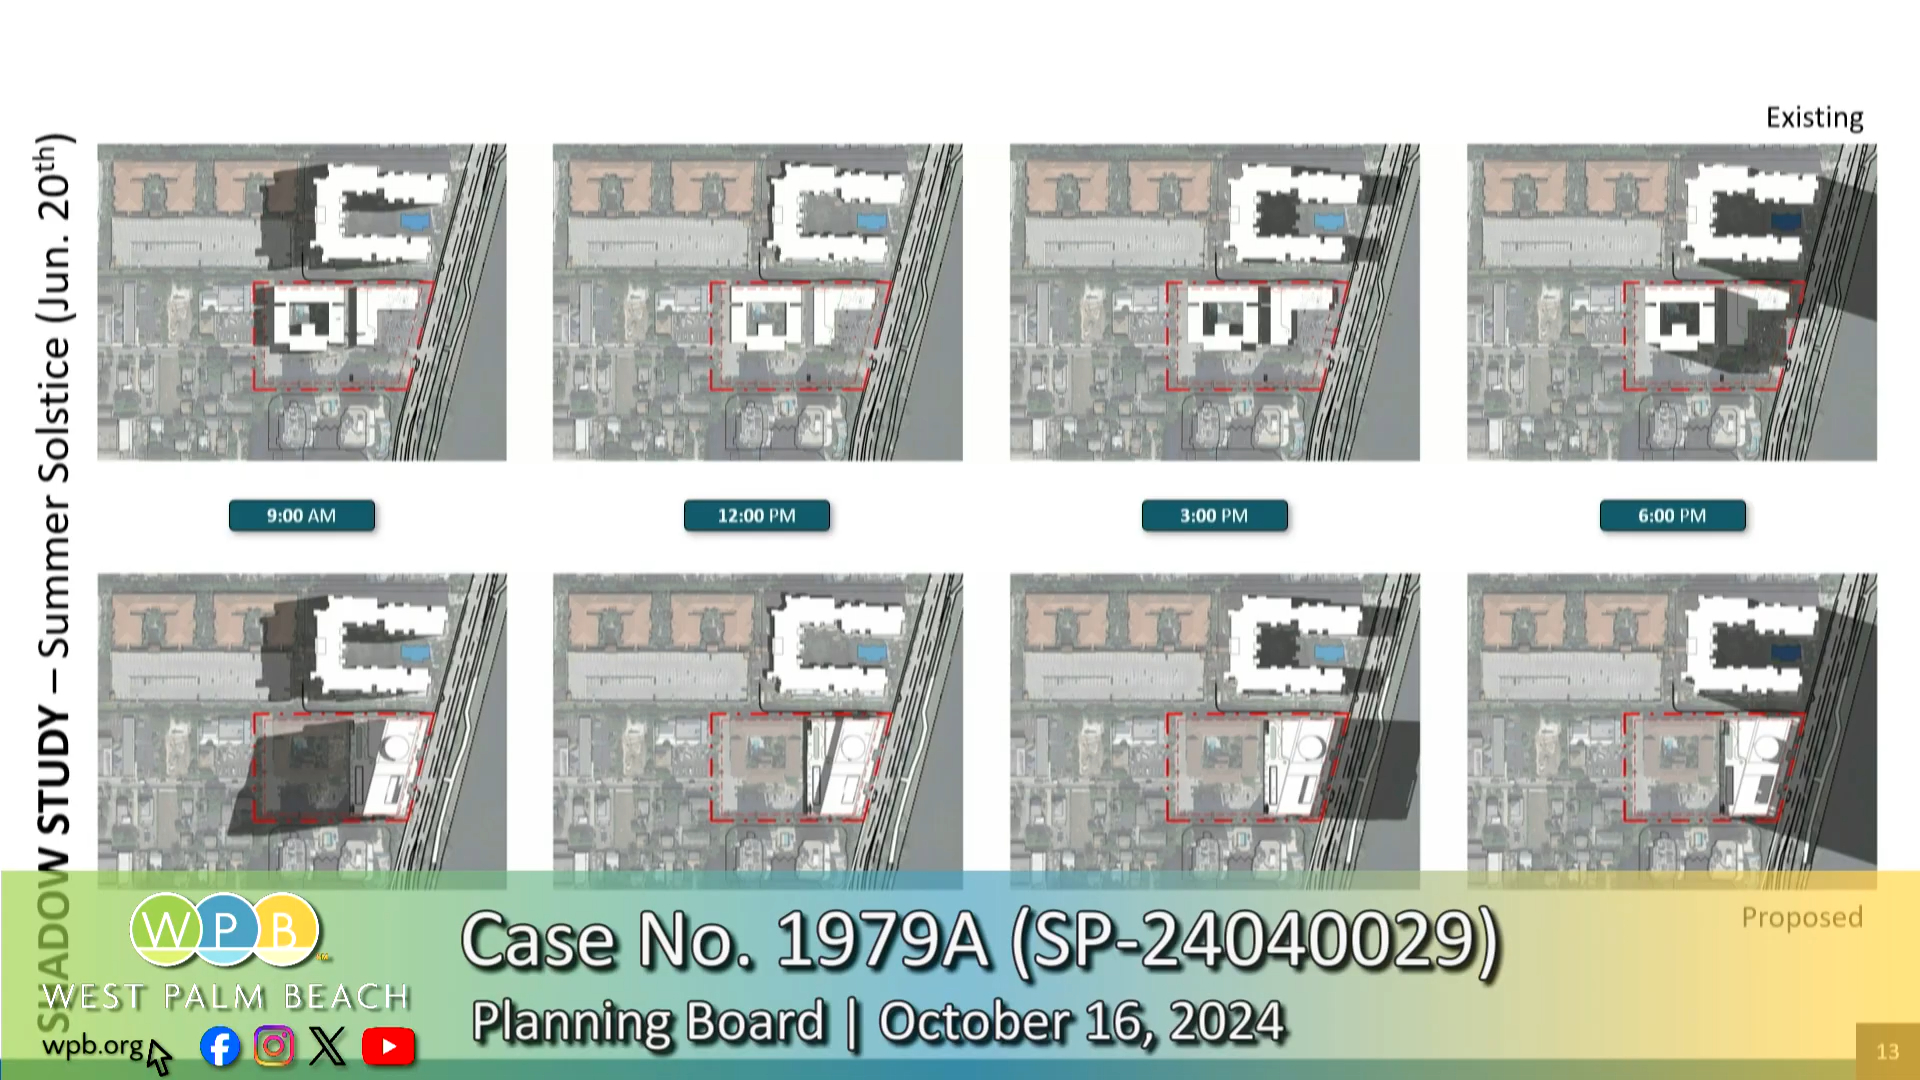 Existing
SHADOW STUDY – Summer Solstice (Jun. 20th)
9:00 AM
12:00 PM
3:00 PM
6:00 PM
Proposed
WPB
WEST PALM BEACH
wpb.org
Case No. 1979A (SP-24040029)
Planning Board | October 16, 2024
13